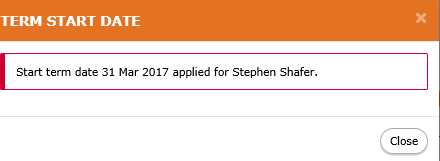 TERM START DATE
Start term date 31 Mar 2017 applied for Stephen Shafer.
Close